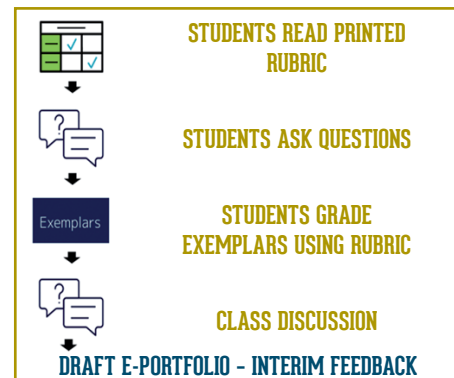 STUDENTS READ PRINTED
RUBRIC
?
STUDENTS ASK QUESTIONS
Exemplars
STUDENTS GRADE
EXEMPLARS USING RUBRIC
?
CLASS DISCUSSION
DRAFT E-PORTFOLIO - INTERIM FEEDBACK